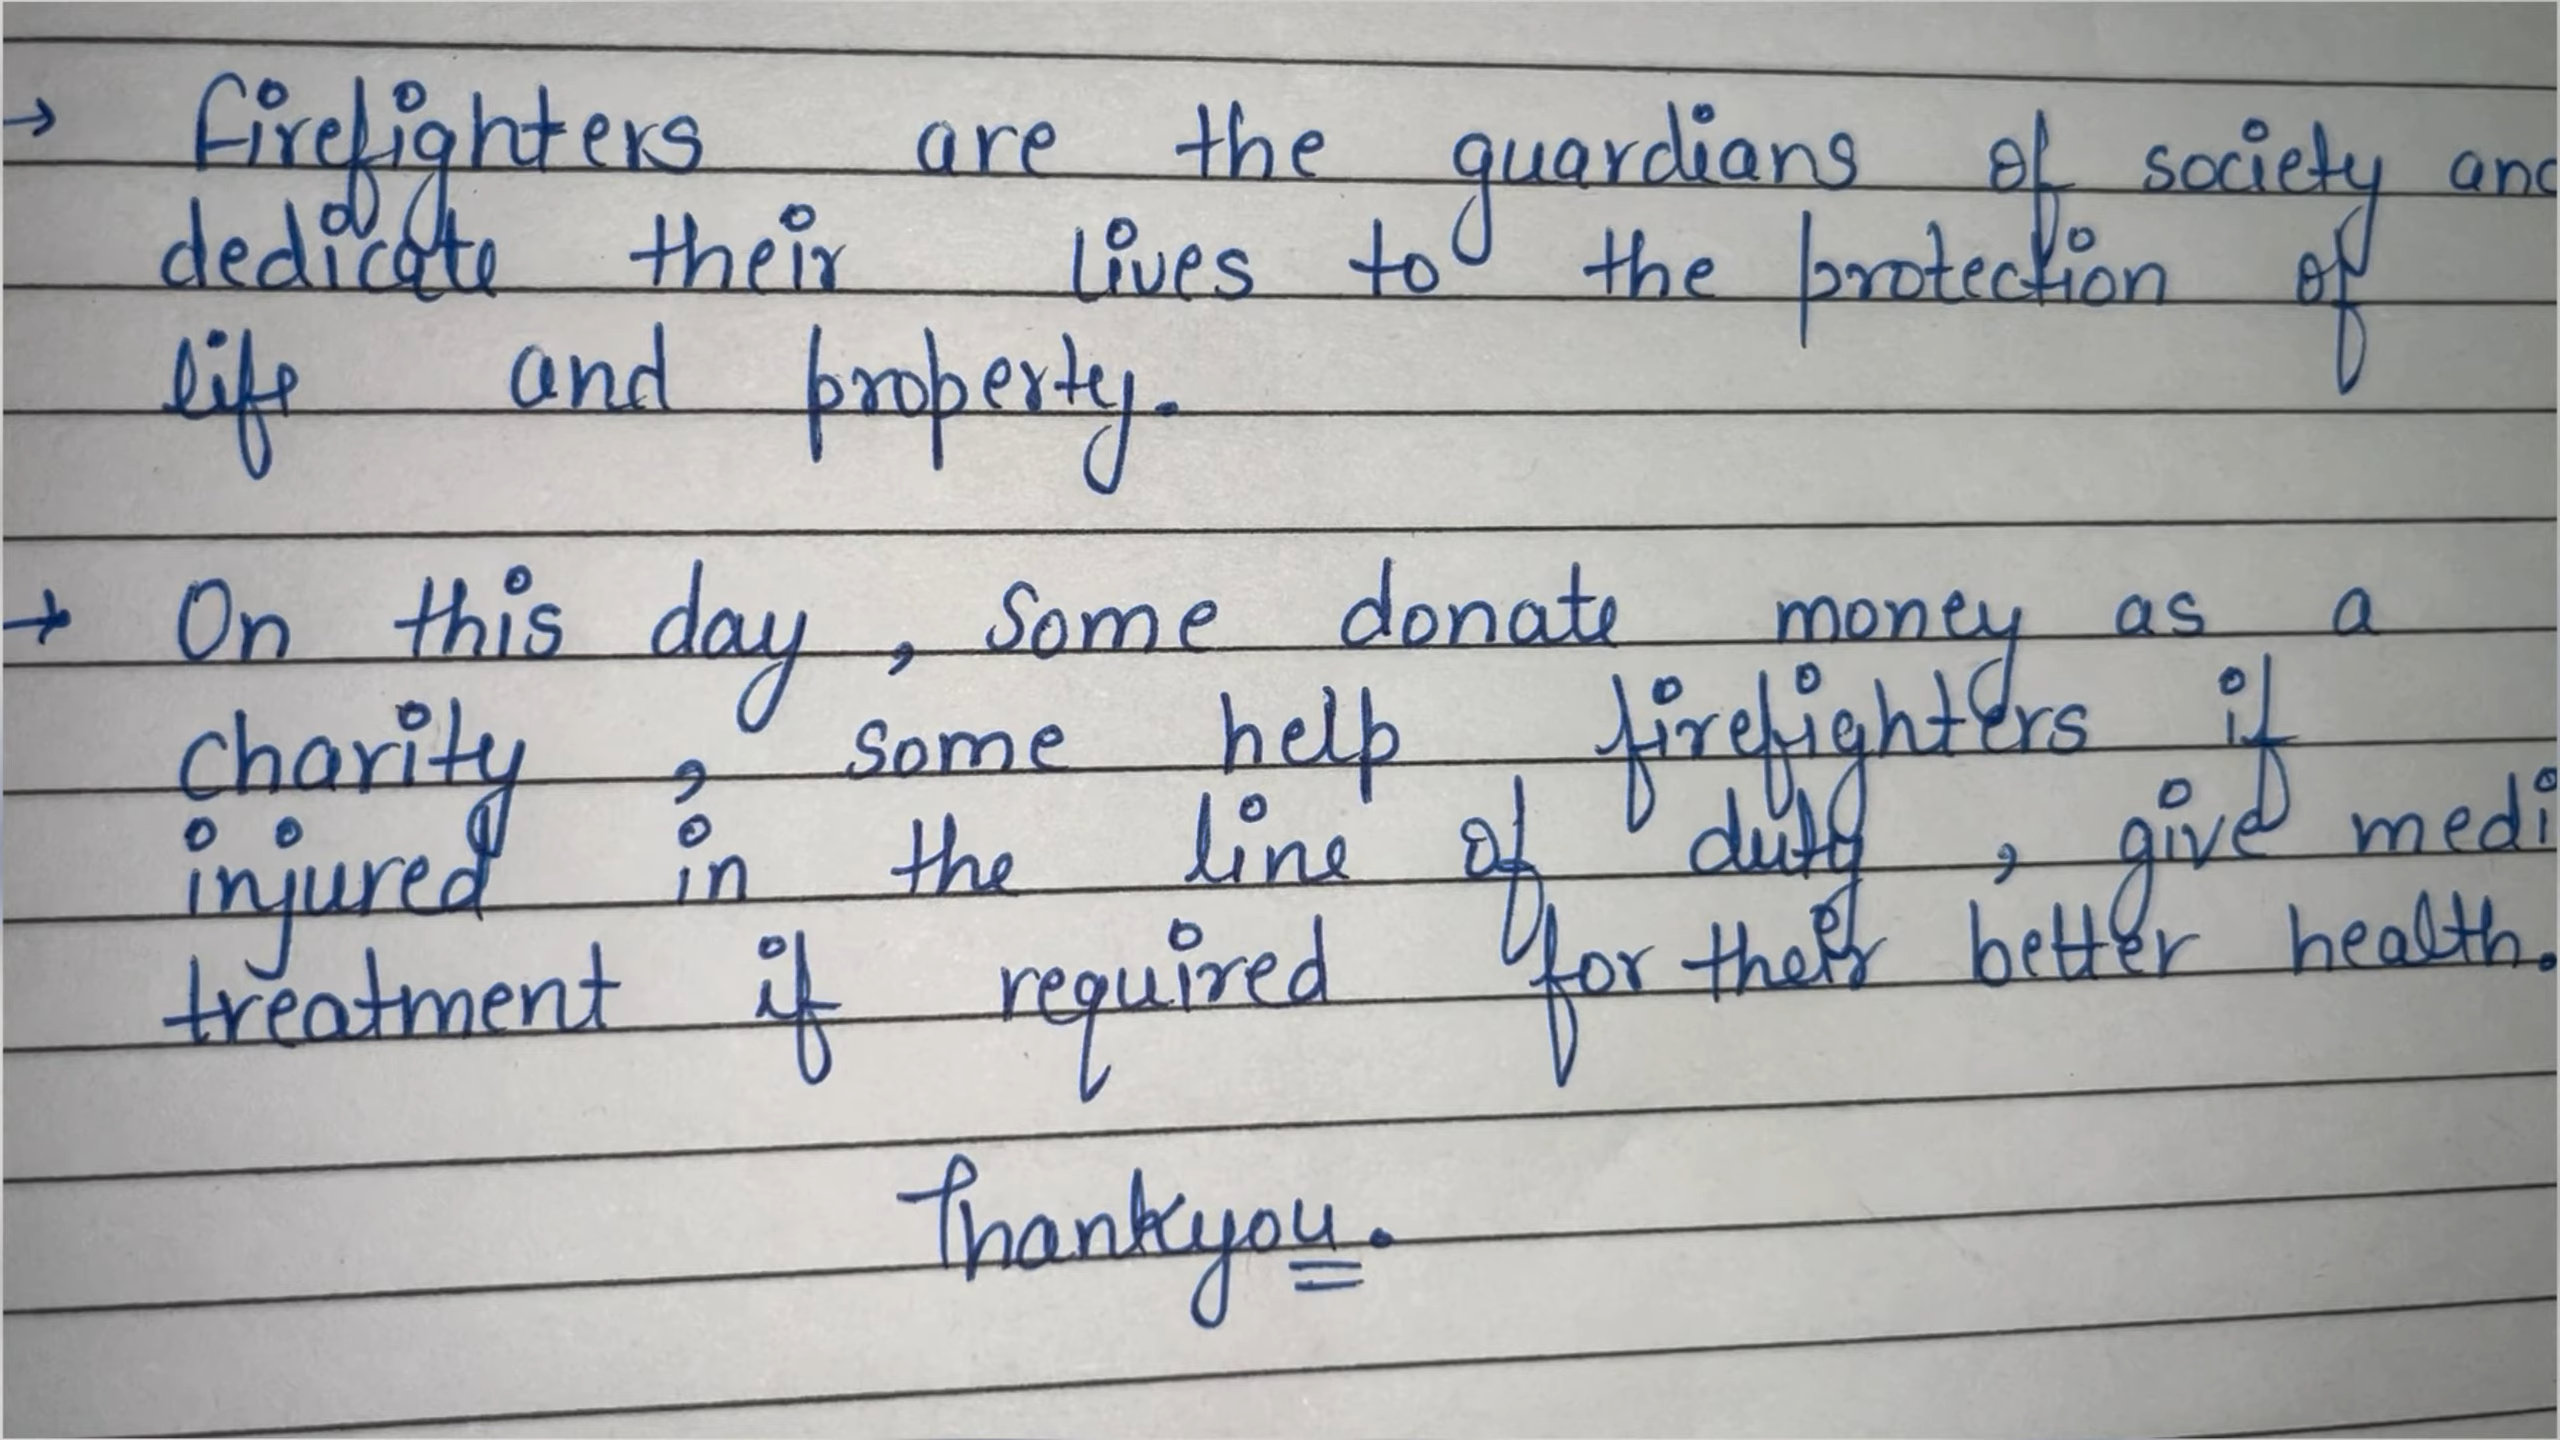 → Firefighters are the guardians of society and
dedicate their lives to the protection of
life and property.
→ On this day, some donate money as a
charity, some help firefighters if
injured in the line of duty, give medi
treatment if required for their better health.
Thankyou.